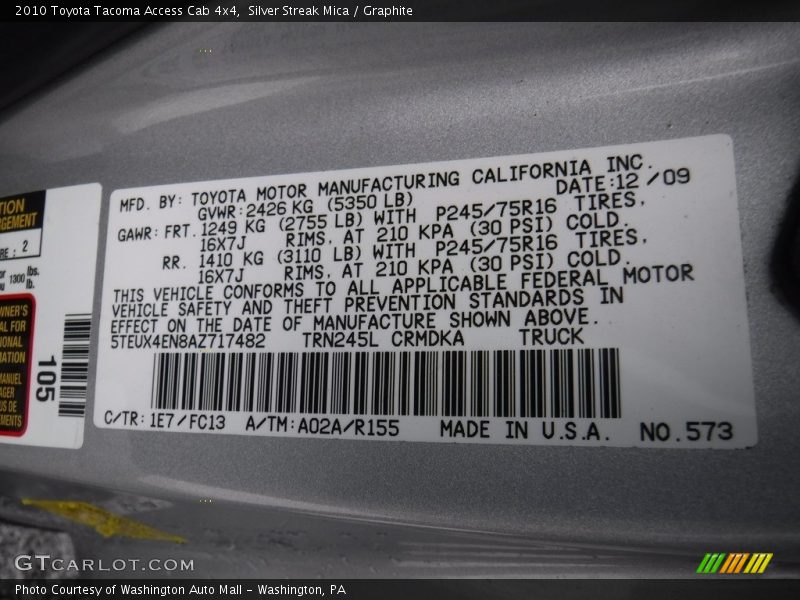 2010 Toyota Tacoma Access Cab 4x4,  Silver Streak Mica / Graphite
MFD. BY: TOYOTA MOTOR MANUFACTURING CALIFORNIA INC.
GVWR: 2426 KG (5350 LB) DATE: 12 / 09
GAWR: FRT. 1249 KG (2755 LB) WITH P245/75R16 TIRES,
16X7J RIMS, AT 210 KPA (30 PSI) COLD.
RR. 1410 KG (3110 LB) WITH P245/75R16 TIRES,
16X7J RIMS, AT 210 KPA (30 PSI) COLD.
THIS VEHICLE CONFORMS TO ALL APPLICABLE FEDERAL MOTOR
VEHICLE SAFETY AND THEFT PREVENTION STANDARDS IN
EFFECT ON THE DATE OF MANUFACTURE SHOWN ABOVE.
5TEUX4EN8AZ717482 TRN245L CRMDKA TRUCK
C/TR: 1E7 / FC13 A/TM: A02A/R155 MADE IN U.S.A. NO. 573
: 2
1300 lbs.
lb.
105
GTCARLOT.COM
Photo Courtesy of Washington Auto Mall – Washington, PA